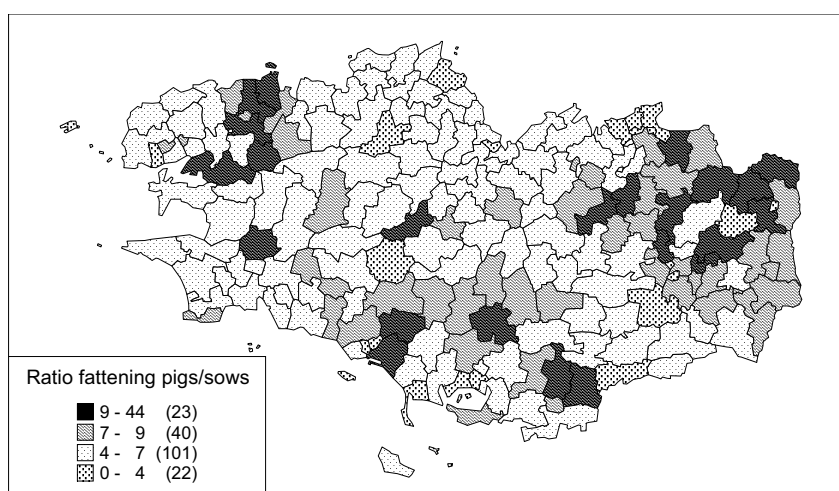 Ratio fattening pigs/sows
9 - 44 (23)
7 - 9 (40)
4 - 7 (101)
0 - 4 (22)